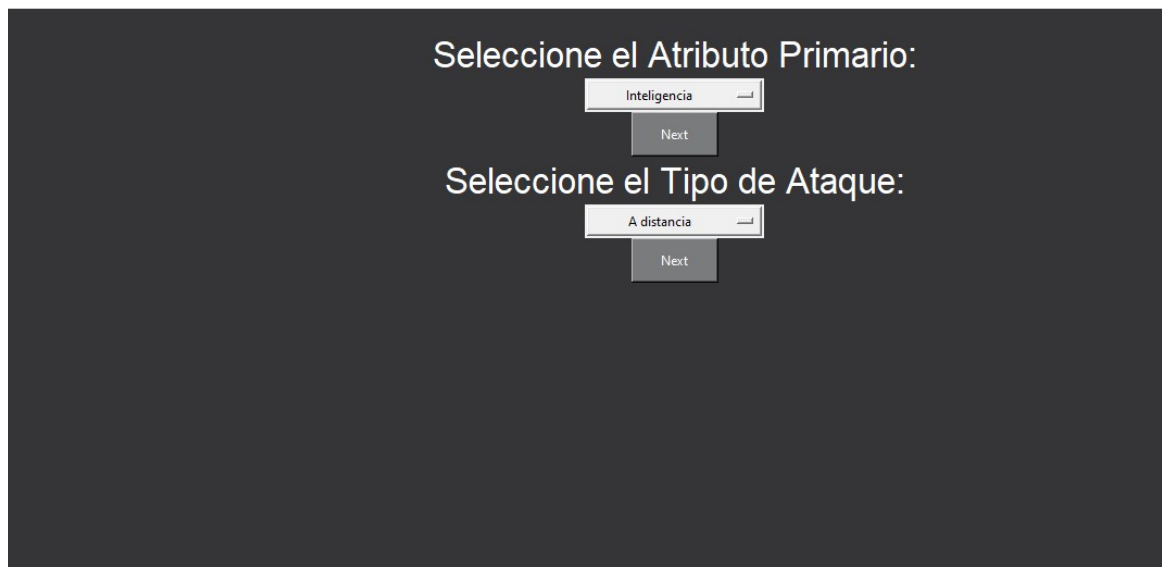 Seleccione el Atributo Primario:
Inteligencia
Next
Seleccione el Tipo de Ataque:
A distancia
Next